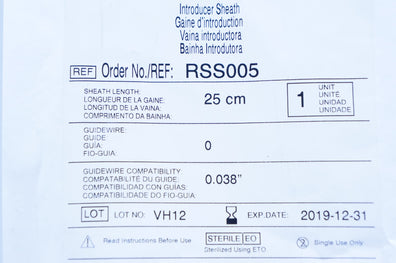 Introducer Sheath
Gaine d'introduction
Vaina introductora
Bainha Introdutora
REF Order No./REF: RSS005
SHEATH LENGTH:
LONGUEUR DE LA GAINE:
LONGITUD DE LA VAINA:
COMPRIMENTO DA BAINHA:
25 cm
1
UNIT
UNITÉ
UNIDAD
UNIDADE
GUIDEWIRE
GUIDE
GUÍA:
FIO-GUIA:
0
GUIDEWIRE COMPATIBILITY
COMPATABILITÉ DU GUIDE:
COMPATIBILIDAD CON GUÍAS:
COMPATIBILIDADE DO FIO-GUIA:
0.038"
LOT LOT NO: VH12 EXP.DATE: 2019-12-31
Read Instructions Before Use
STERILE EO
Sterilized Using ETO
Single Use Only